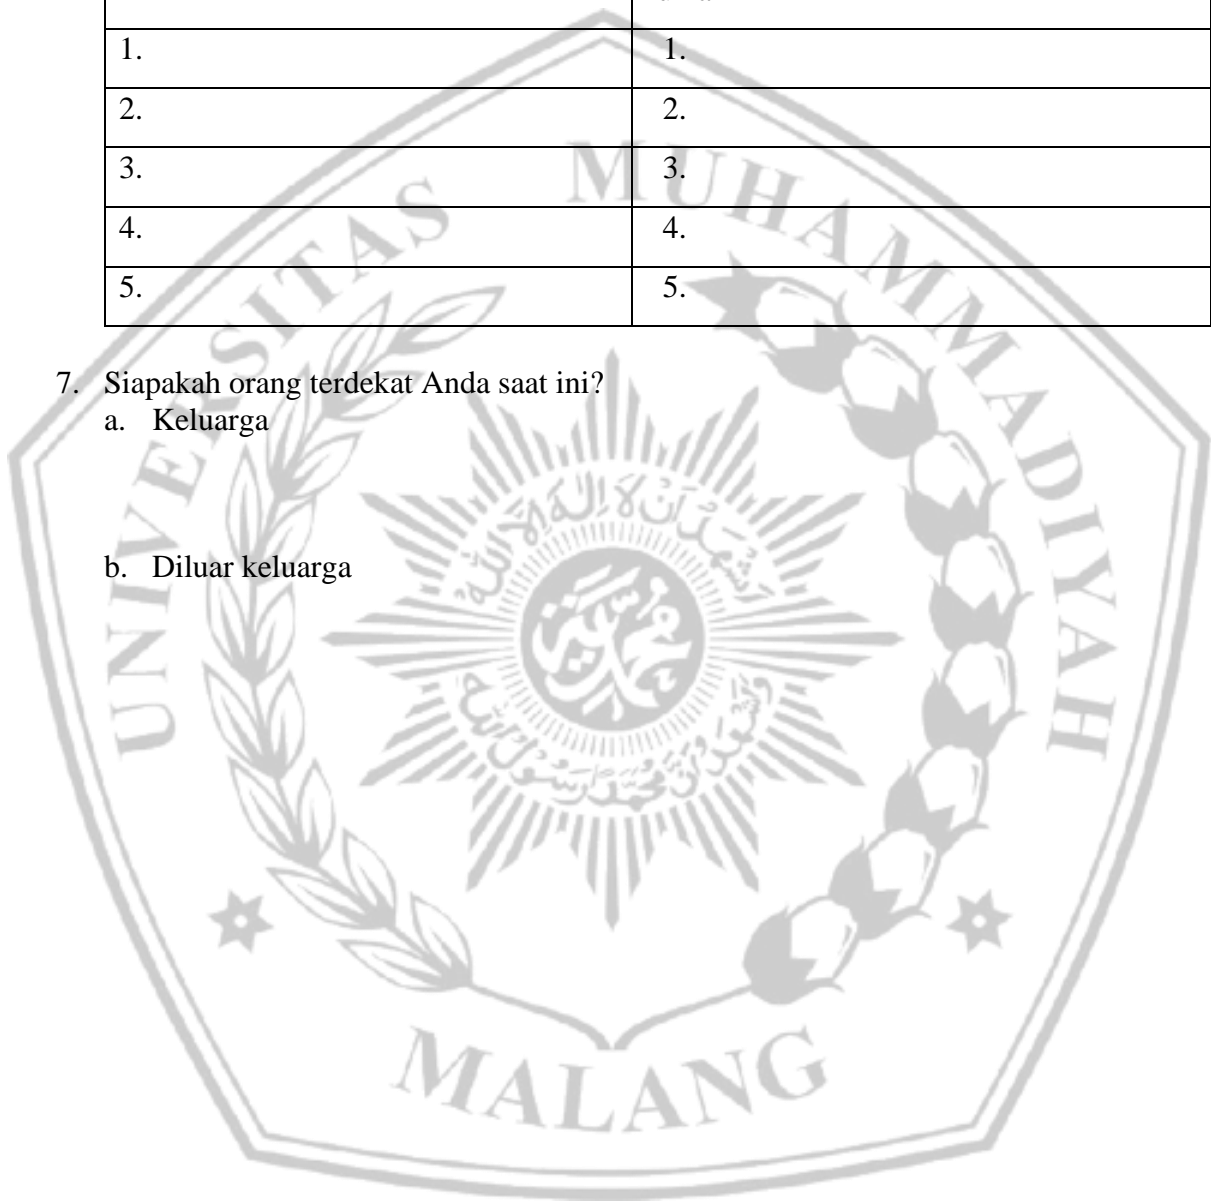 1. 1.
2. 2.
3. 3.
4. 4.
5. 5.
7. Siapakah orang terdekat Anda saat ini?
a. Keluarga
b. Diluar keluarga
UNIVERSITAS MUHAMMADIYAH
MALANG